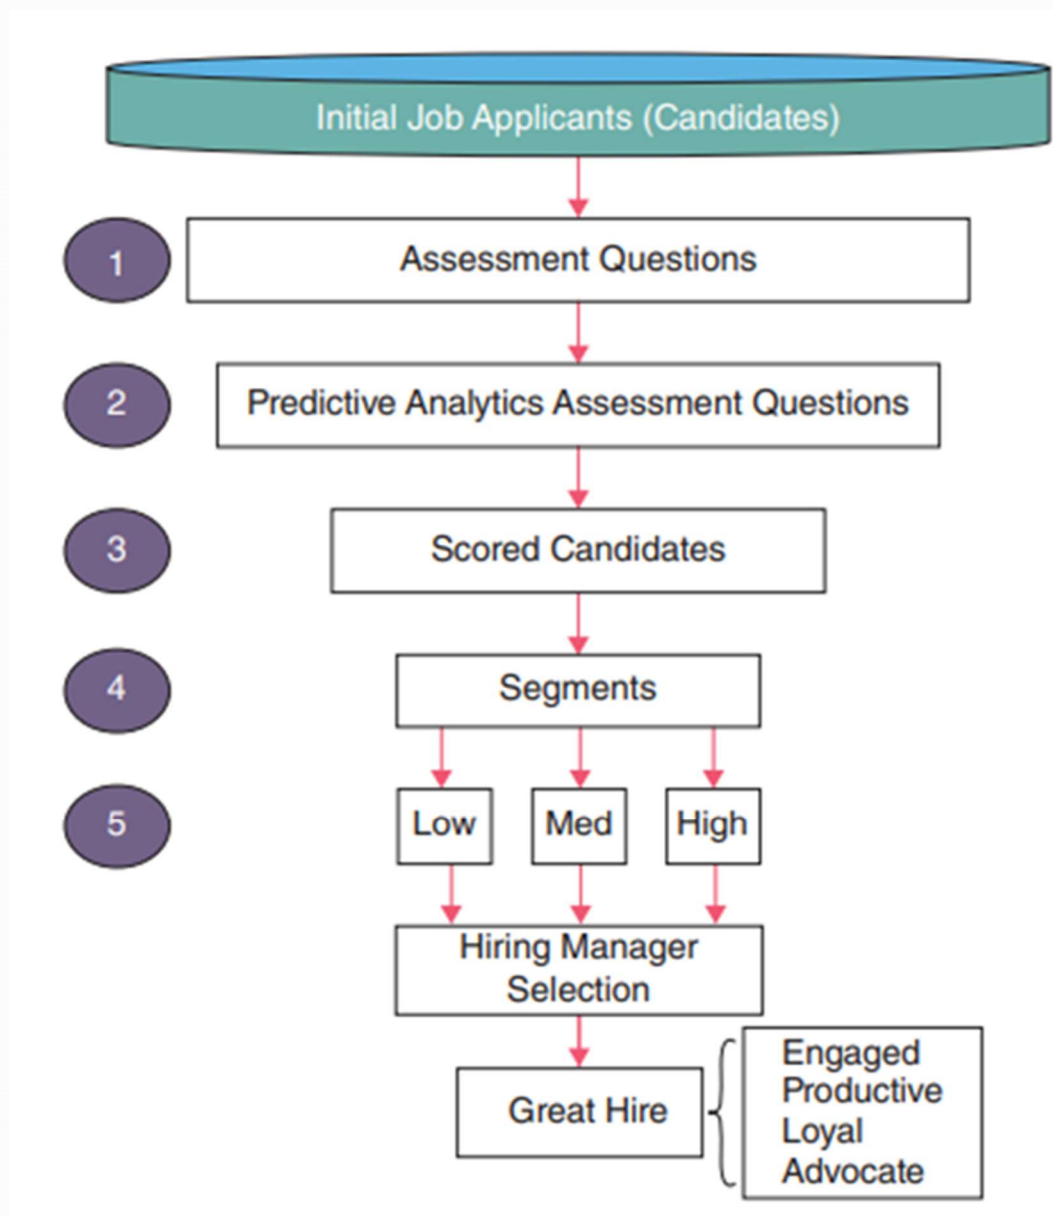 Initial Job Applicants (Candidates)
1
Assessment Questions
2
Predictive Analytics Assessment Questions
3
Scored Candidates
4
Segments
5
Low
Med
High
Hiring Manager
Selection
Great Hire
Engaged
Productive
Loyal
Advocate